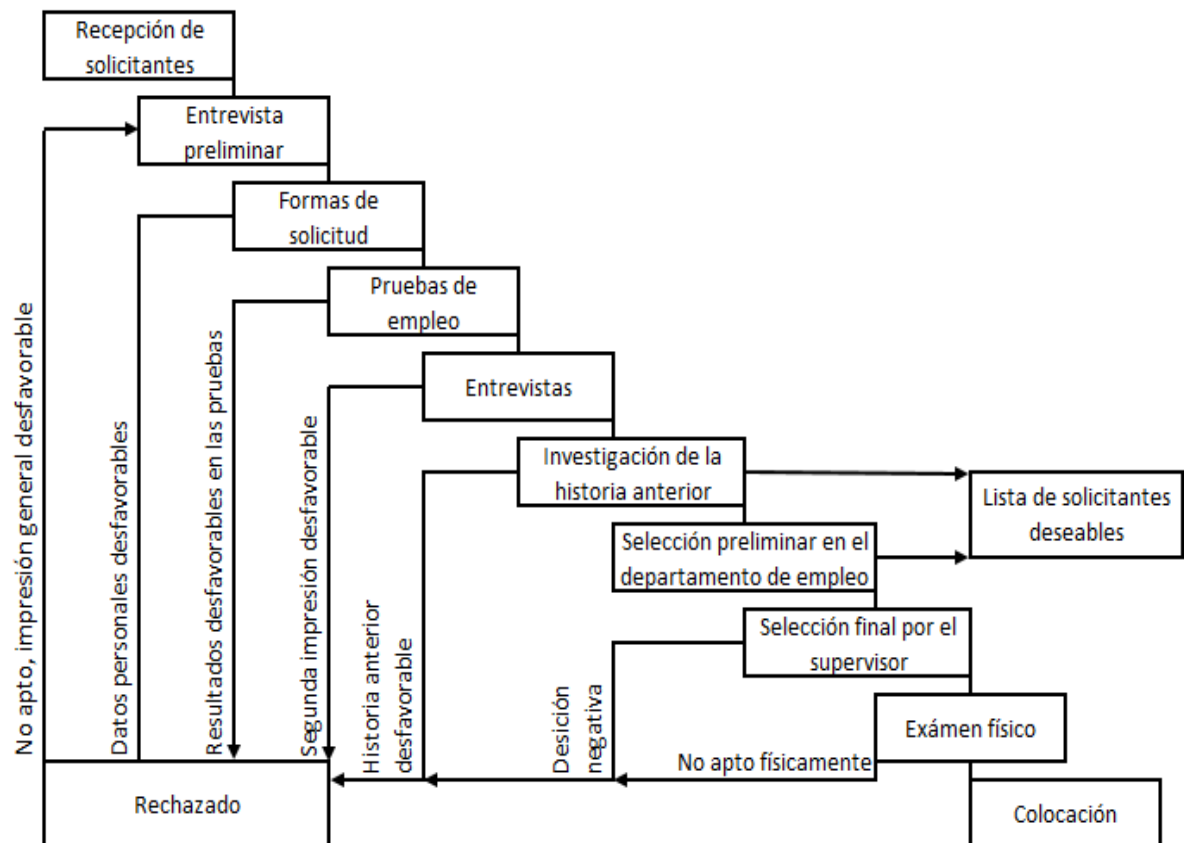 Recepción de
solicitantes
Entrevista
preliminar
Formas de
solicitud
Pruebas de
empleo
Entrevistas
Investigación de la
historia anterior
Lista de solicitantes
deseables
Selección preliminar en el
departamento de empleo
Selección final por el
supervisor
Exámen físico
Colocación
No apto, impresión general desfavorable
Datos personales desfavorables
Resultados desfavorables en las pruebas
Segunda impresión desfavorable
Historia anterior
desfavorable
Desición
negativa
No apto físicamente
Rechazado